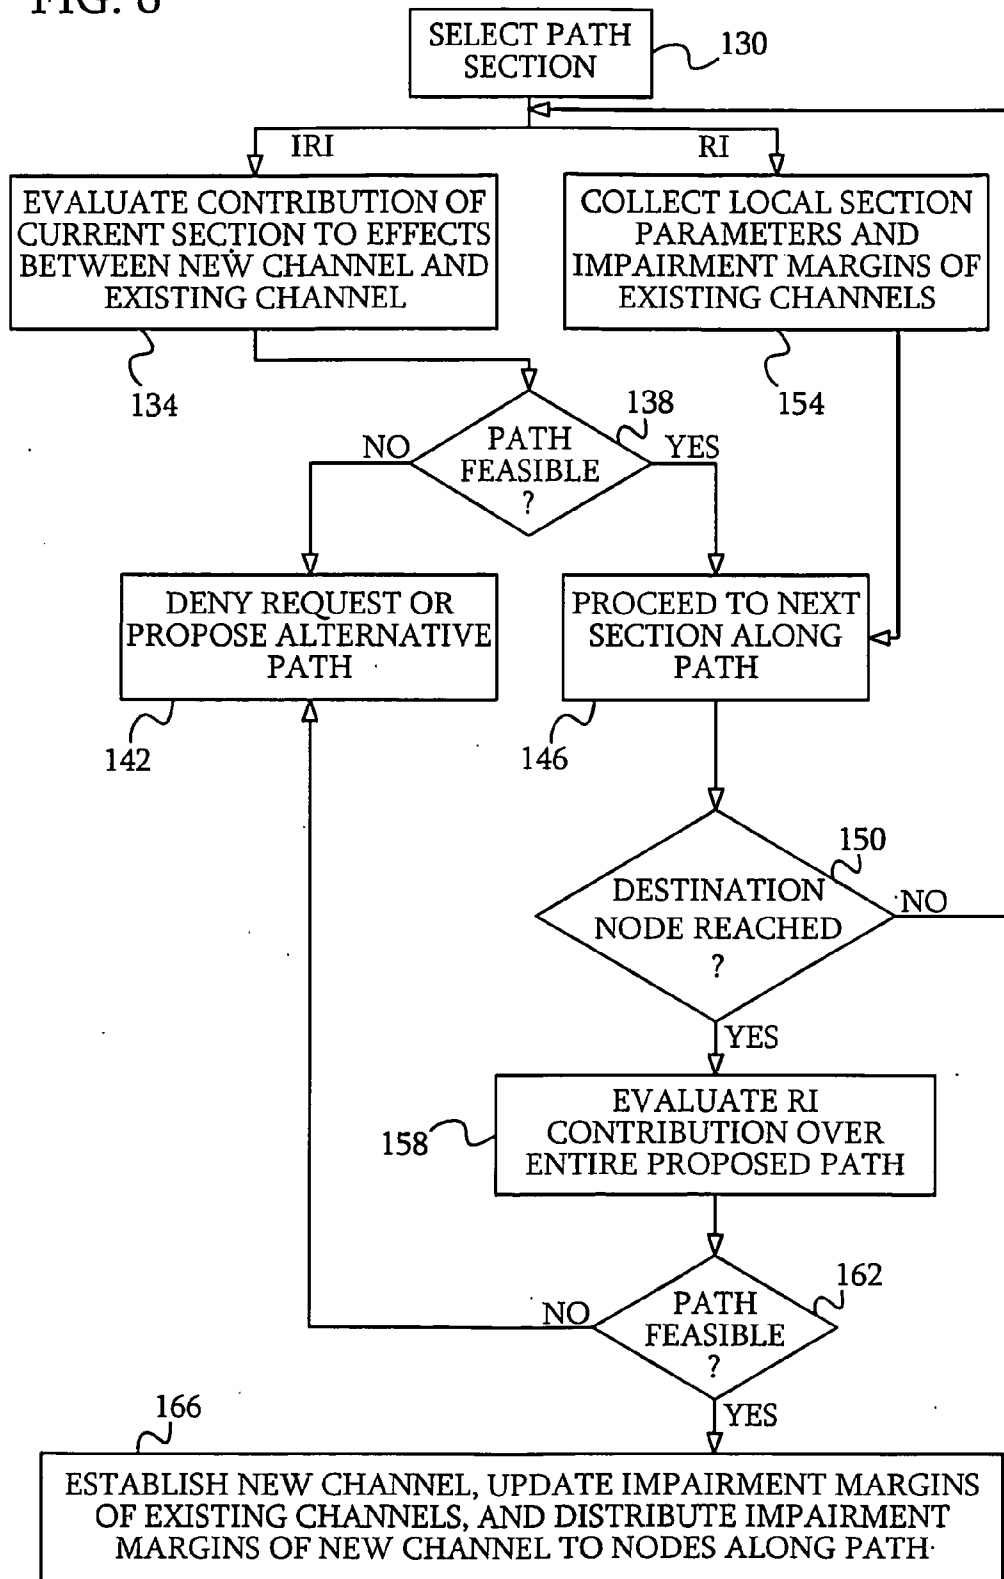 FIG. 8
SELECT PATH
SECTION
130
IRI
RI
EVALUATE CONTRIBUTION OF
CURRENT SECTION TO EFFECTS
BETWEEN NEW CHANNEL AND
EXISTING CHANNEL
134
COLLECT LOCAL SECTION
PARAMETERS AND
IMPAIRMENT MARGINS OF
EXISTING CHANNELS
154
138
NO
PATH
FEASIBLE
?
YES
DENY REQUEST OR
PROPOSE ALTERNATIVE
PATH
142
PROCEED TO NEXT
SECTION ALONG
PATH
146
150
DESTINATION
NODE REACHED
?
NO
YES
158
EVALUATE RI
CONTRIBUTION OVER
ENTIRE PROPOSED PATH
162
NO
PATH
FEASIBLE
?
YES
166
ESTABLISH NEW CHANNEL, UPDATE IMPAIRMENT MARGINS
OF EXISTING CHANNELS, AND DISTRIBUTE IMPAIRMENT
MARGINS OF NEW CHANNEL TO NODES ALONG PATH